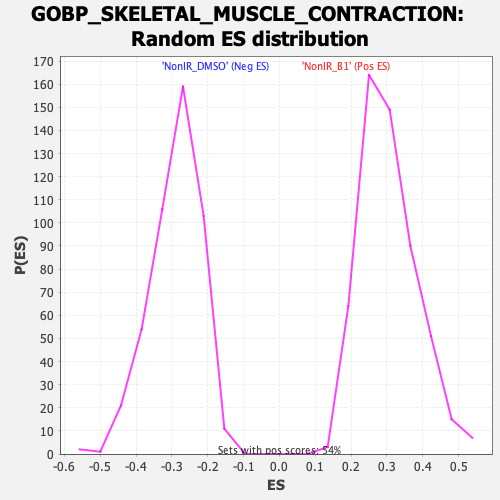 GOBP_SKELETAL_MUSCLE_CONTRACTION:
Random ES distribution
'NonIR_DMSO' (Neg ES) 'NonIR_B1' (Pos ES)
170
160
150
140
130
120
110
100
90
80
70
60
50
40
30
20
10
0
P(ES)
Sets with pos scores: 54%
-0.6 -0.5 -0.4 -0.3 -0.2 -0.1 0.0 0.1 0.2 0.3 0.4 0.5
ES